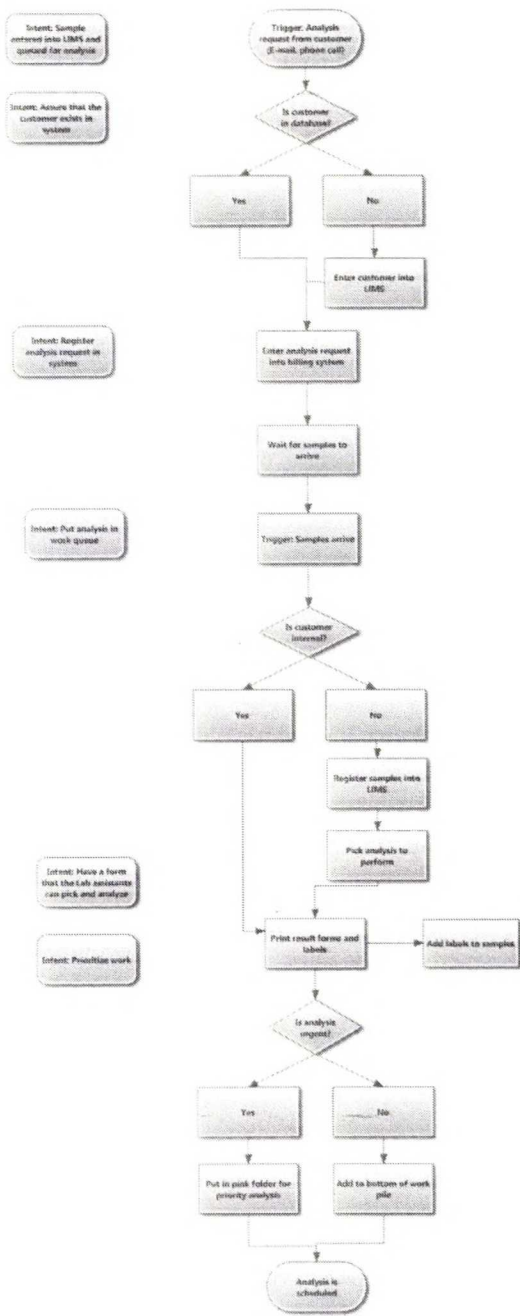 Intent: Sample
entered into LIMS and
queued for analysis
Trigger: Analysis
request from customer
(E-mail, phone call)
Intent: Assure that the
customer exists in
system
Is customer
in database?
Yes
No
Enter customer into
LIMS
Intent: Register
analysis request in
system
Enter analysis request
into billing system
Wait for samples to
arrive
Intent: Put analysis in
work queue
Trigger: Samples arrive
Is customer
internal?
Yes
No
Register samples into
LIMS
Pick analysis to
perform
Intent: Have a form
that the Lab assistants
can pick and analyze
Print result forms and
labels
Add labels to samples
Intent: Prioritize work
Is analysis
urgent?
Yes
No
Put in pink folder for
priority analysis
Add to bottom of work
pile
Analysis is
scheduled